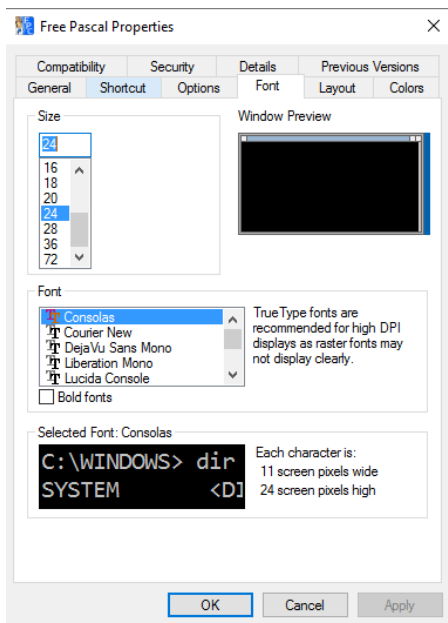 Free Pascal Properties
Compatibility Security Details Previous Versions
General Shortcut Options Font Layout Colors
Size
24
16
18
20
24
28
36
72
Window Preview
Font
Consolas
Courier New
DejaVu Sans Mono
Liberation Mono
Lucida Console
Bold fonts
TrueType fonts are
recommended for high DPI
displays as raster fonts may
not display clearly.
Selected Font: Consolas
C:\WINDOWS> dir
SYSTEM <DI
Each character is:
11 screen pixels wide
24 screen pixels high
OK Cancel Apply